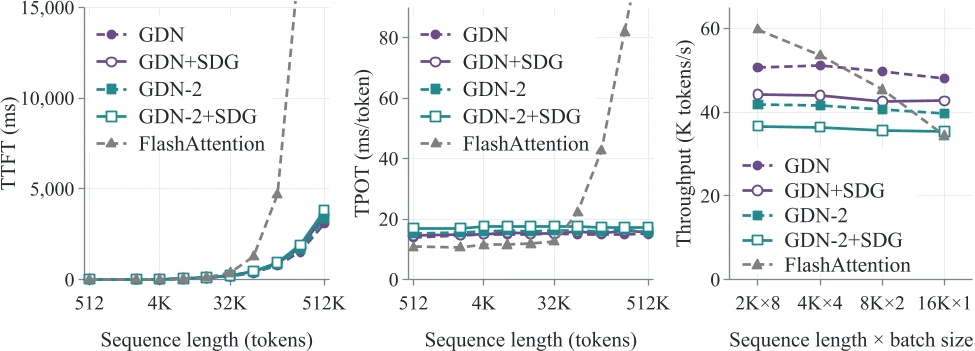 TTFT (ms)
15,000
10,000
5,000
0
GDN
GDN+SDG
GDN-2
GDN-2+SDG
FlashAttention
512
4K
32K
512K
Sequence length (tokens)
TPOT (ms/token)
80
60
40
20
0
GDN
GDN+SDG
GDN-2
GDN-2+SDG
FlashAttention
512
4K
32K
512K
Sequence length (tokens)
Throughput (K tokens/s)
60
40
20
0
GDN
GDN+SDG
GDN-2
GDN-2+SDG
FlashAttention
2K×8
4K×4
8K×2
16K×1
Sequence length × batch size